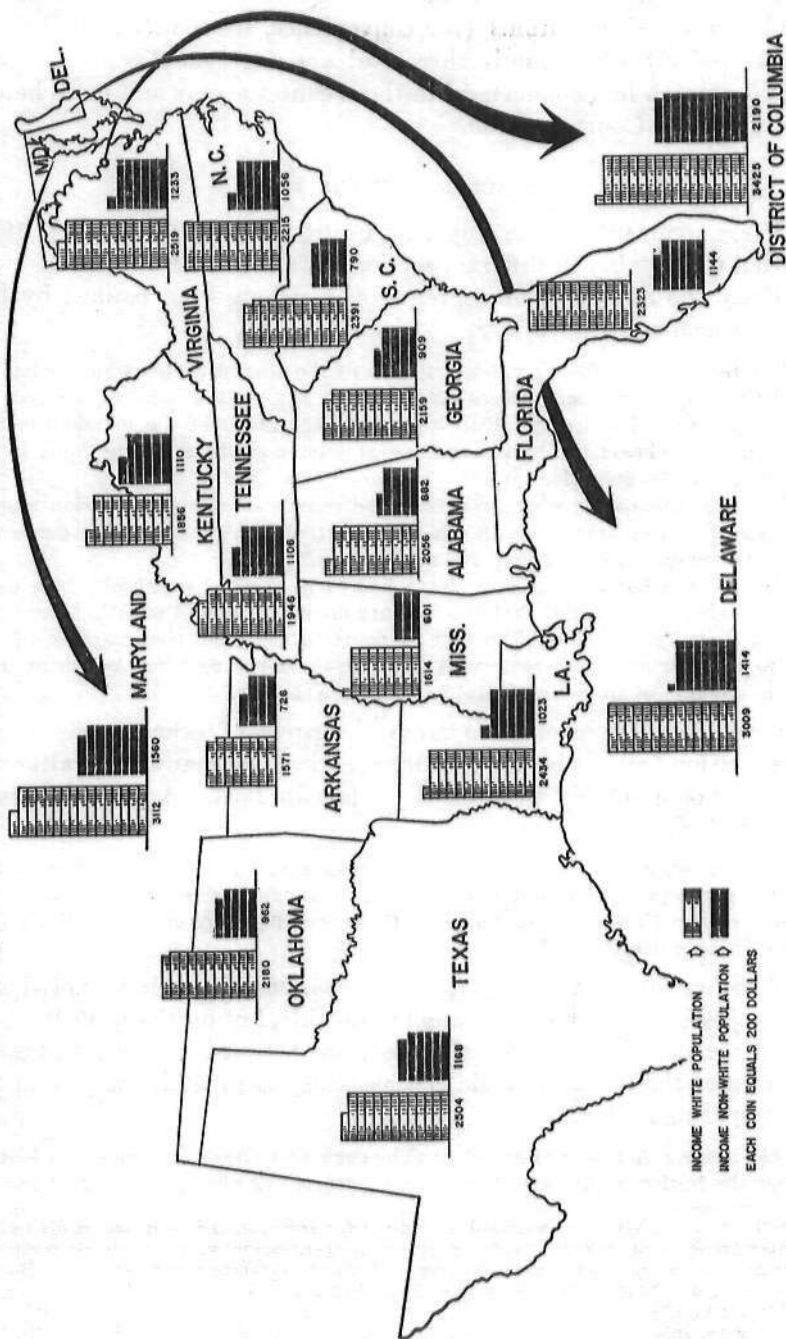 MARYLAND
3112 1560
MD.
DEL.
KENTUCKY
1856 1110
VIRGINIA
2519 1233
OKLAHOMA
2180 962
ARKANSAS
1571 726
TENNESSEE
1946 1106
N.C.
2215 1056
S.C.
2391 790
TEXAS
2504 1168
MISS.
1614 601
ALABAMA
2056 882
GEORGIA
2159 909
L.A.
2434 1023
FLORIDA
2323 1144
INCOME WHITE POPULATION
INCOME NON-WHITE POPULATION
EACH COIN EQUALS 200 DOLLARS
3009 1414
DELAWARE
3425 2190
DISTRICT OF COLUMBIA